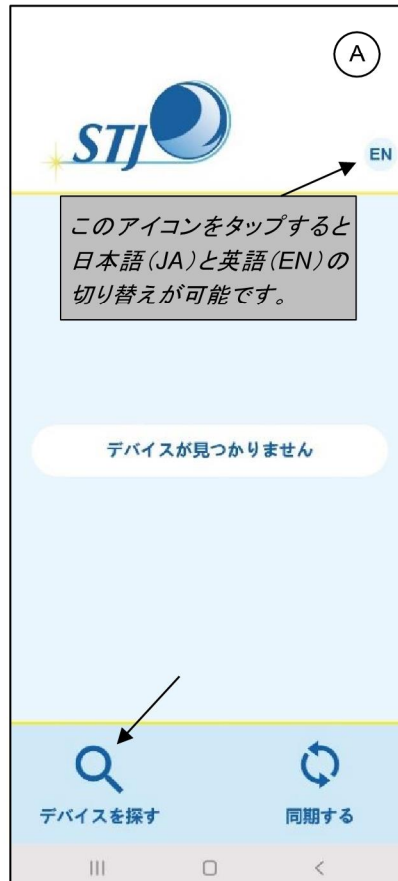 A
STJ
EN
このアイコンをタップすると
日本語(JA)と英語(EN)の
切り替えが可能です。
デバイスが見つかりません
デバイスを探す
同期する